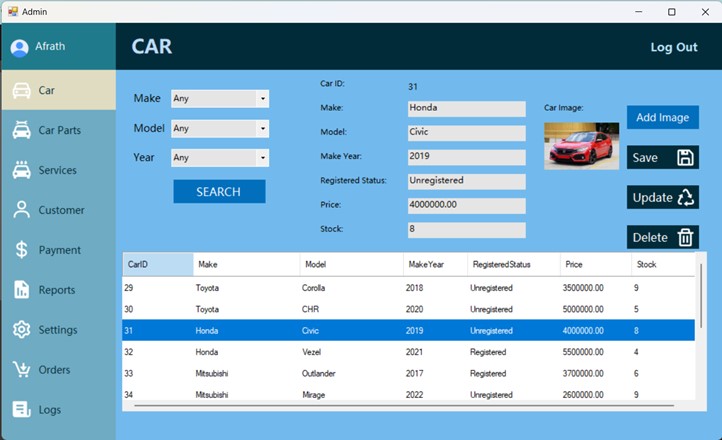 Admin
Afrath
CAR
Log Out
Car
Car Parts
Services
Customer
Payment
Reports
Settings
Orders
Logs
Make Any
Model Any
Year Any
SEARCH
Car ID: 31
Make: Honda
Model: Civic
Make Year: 2019
Registered Status: Unregistered
Price: 4000000.00
Stock: 8
Car Image:
Add Image
Save
Update
Delete
CarID Make Model MakeYear RegisteredStatus Price Stock
29 Toyota Corolla 2018 Unregistered 3500000.00 9
30 Toyota CHR 2020 Unregistered 5000000.00 5
31 Honda Civic 2019 Unregistered 4000000.00 8
32 Honda Vezel 2021 Registered 5500000.00 4
33 Mitsubishi Outlander 2017 Registered 3700000.00 6
34 Mitsubishi Mirage 2022 Unregistered 2600000.00 9